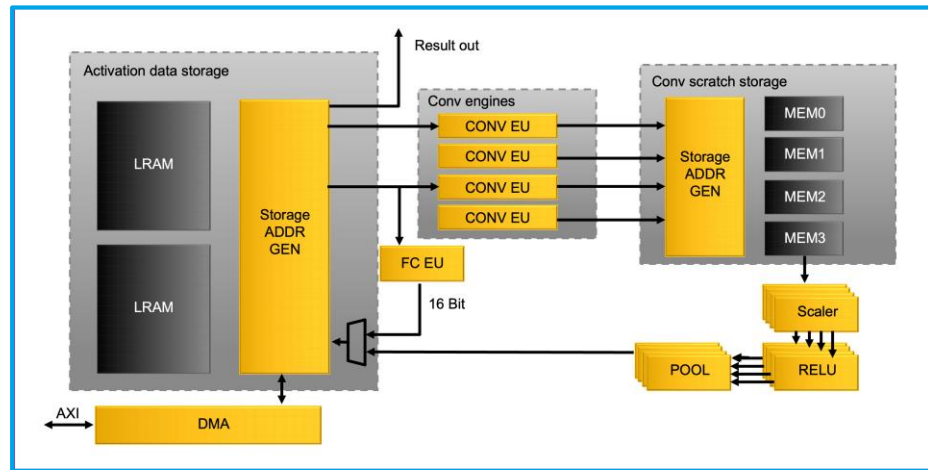 Result out
Activation data storage
LRAM
LRAM
Storage
ADDR
GEN
Conv engines
CONV EU
CONV EU
CONV EU
CONV EU
FC EU
16 Bit
Conv scratch storage
Storage
ADDR
GEN
MEM0
MEM1
MEM2
MEM3
Scaler
RELU
POOL
AXI
DMA